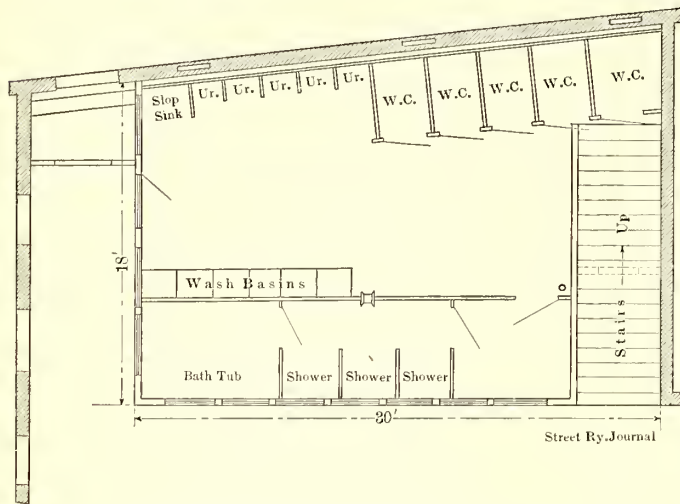 Slop
Sink
Ur.
Ur.
Ur.
Ur.
Ur.
W.C.
W.C.
W.C.
W.C.
W.C.
18'
Wash Basins
Stairs Up
Bath Tub
Shower
Shower
Shower
30'
Street Ry. Journal